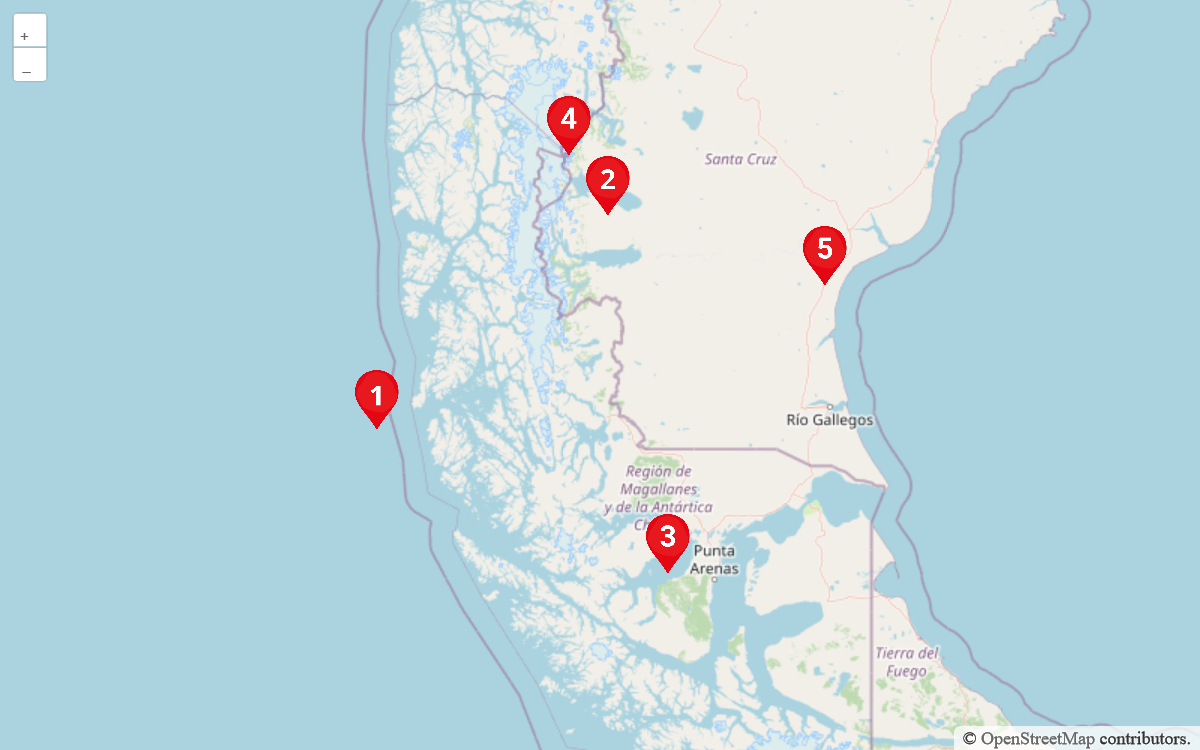 +
–
4
2
Santa Cruz
5
1
Río Gallegos
Región de
Magallanes
y de la Antártica
Ch
3
Punta
Arenas
Tierra del
Fuego
© OpenStreetMap contributors.